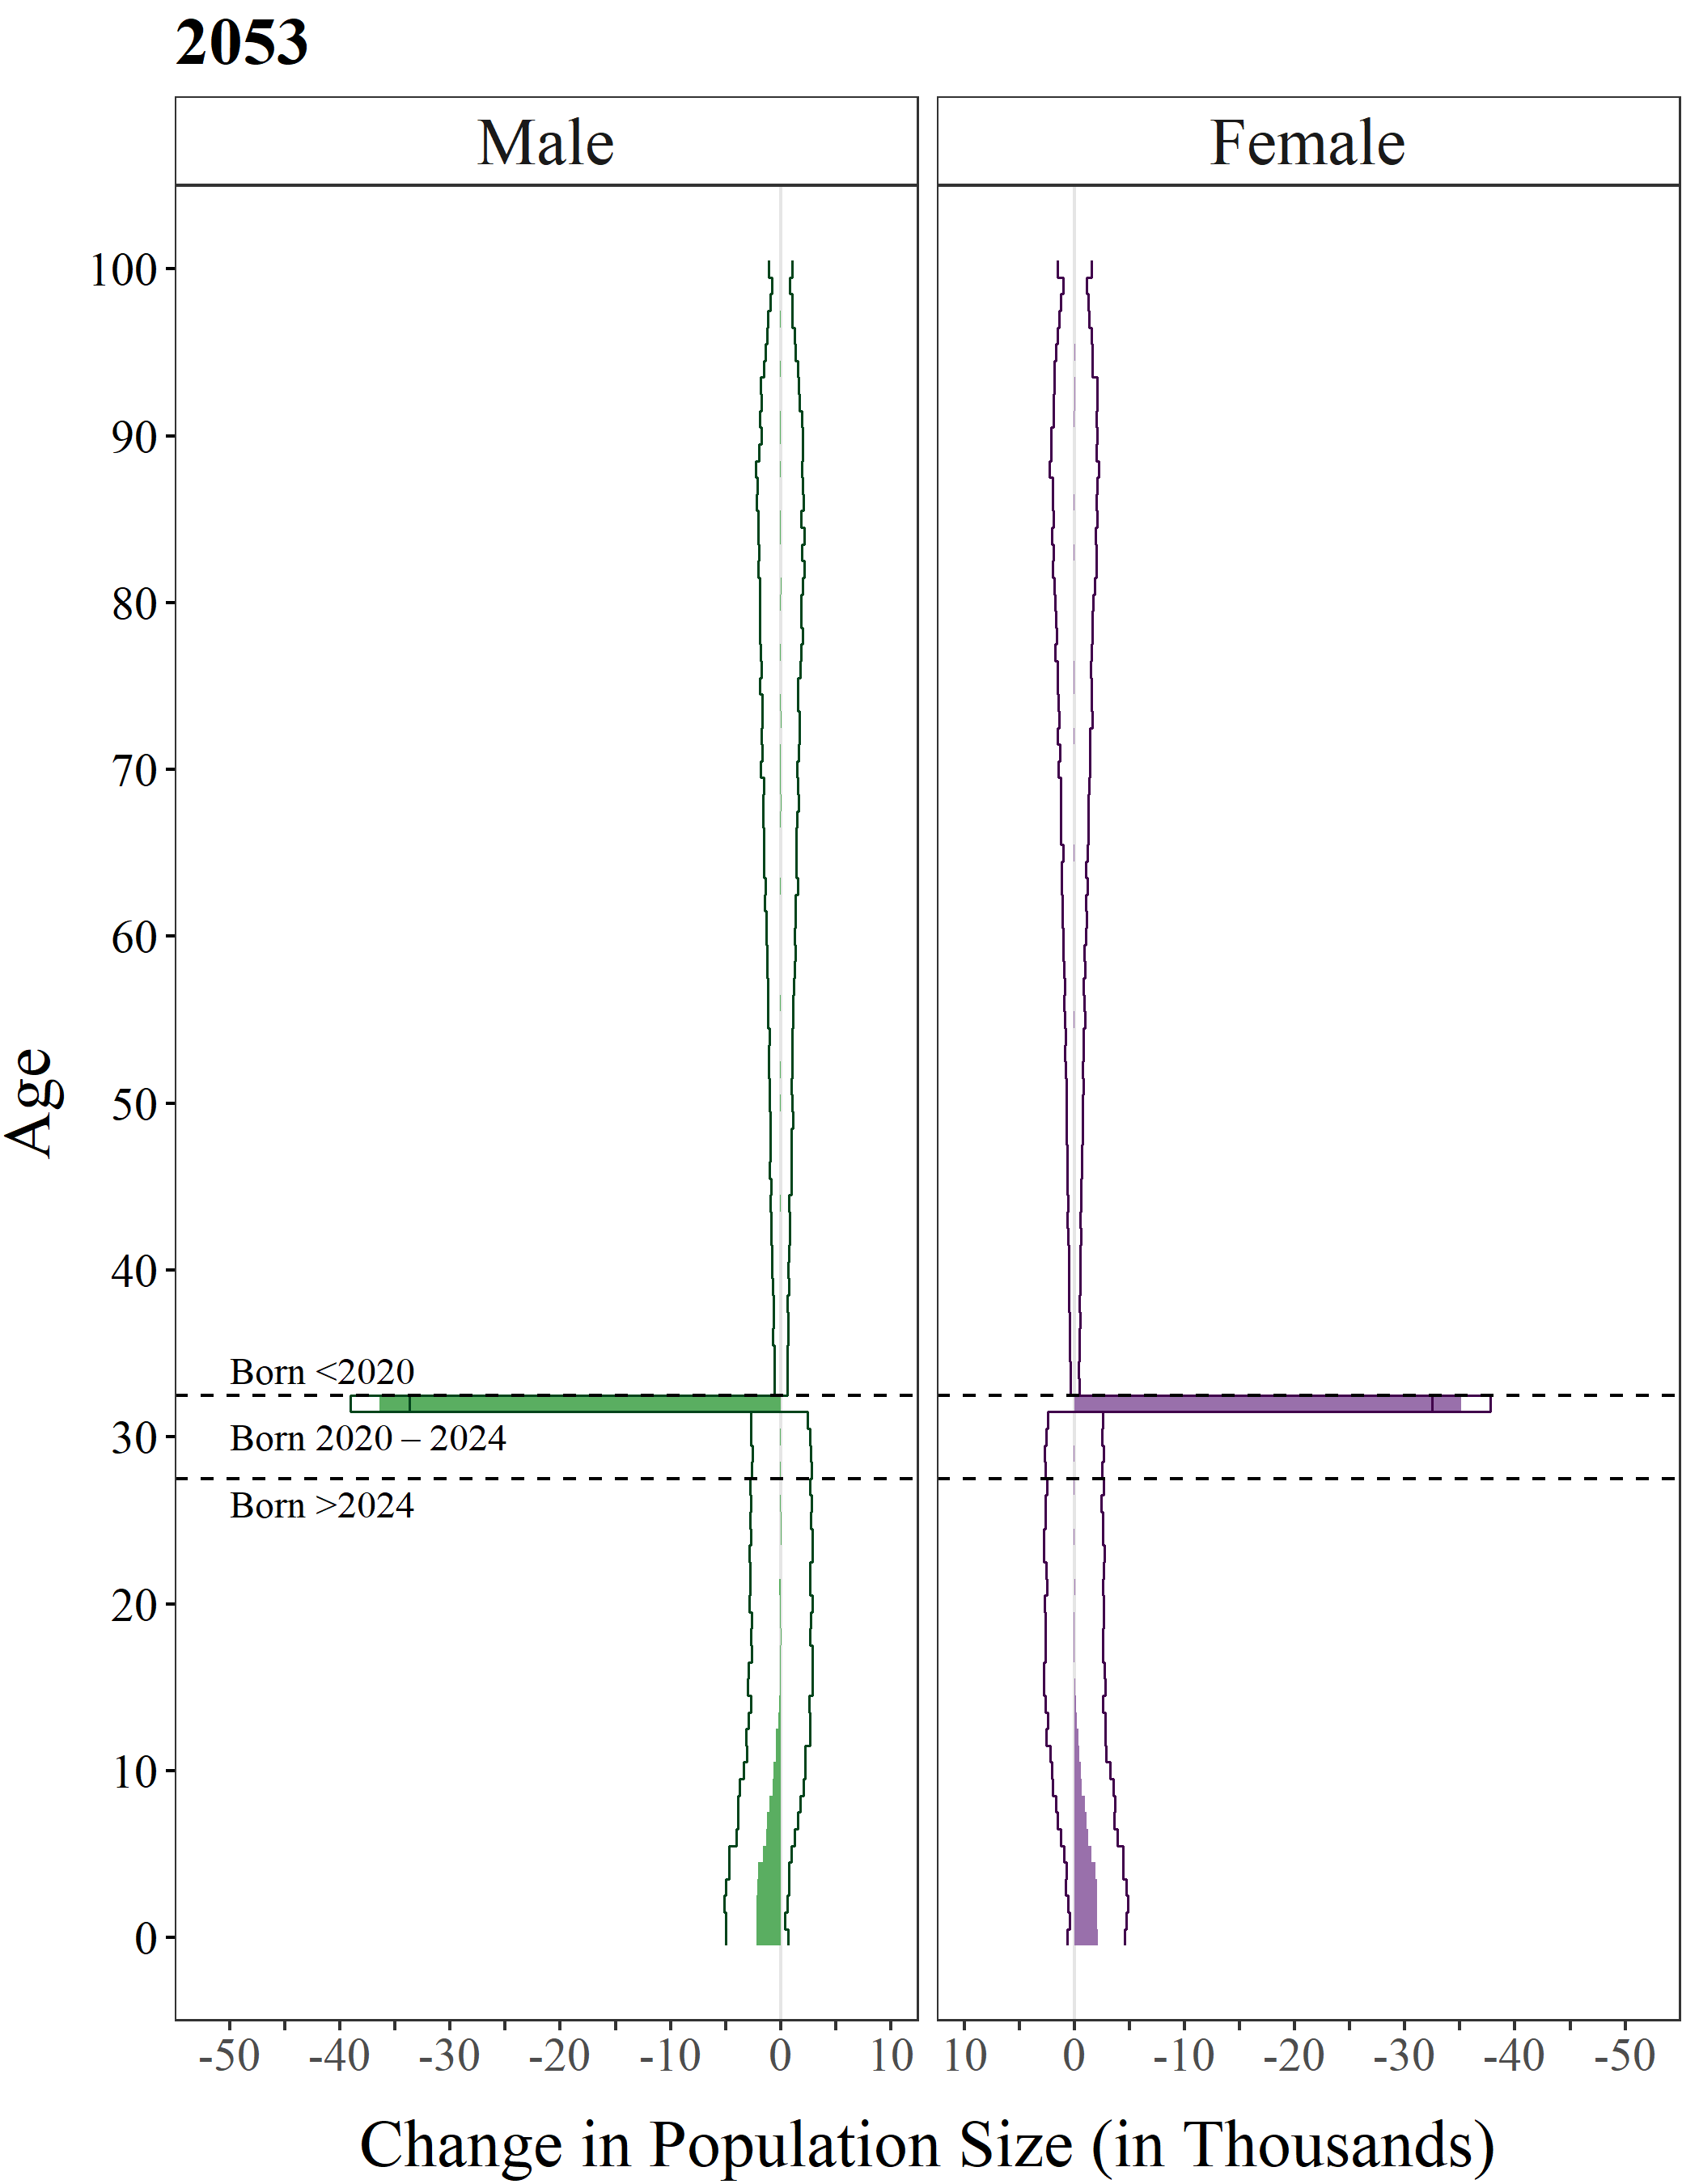 2053
Male Female
100
90
80
70
60
50
40
30
20
10
0
Age
Born <2020
Born 2020 – 2024
Born >2024
-50 -40 -30 -20 -10 0 10 10 0 -10 -20 -30 -40 -50
Change in Population Size (in Thousands)